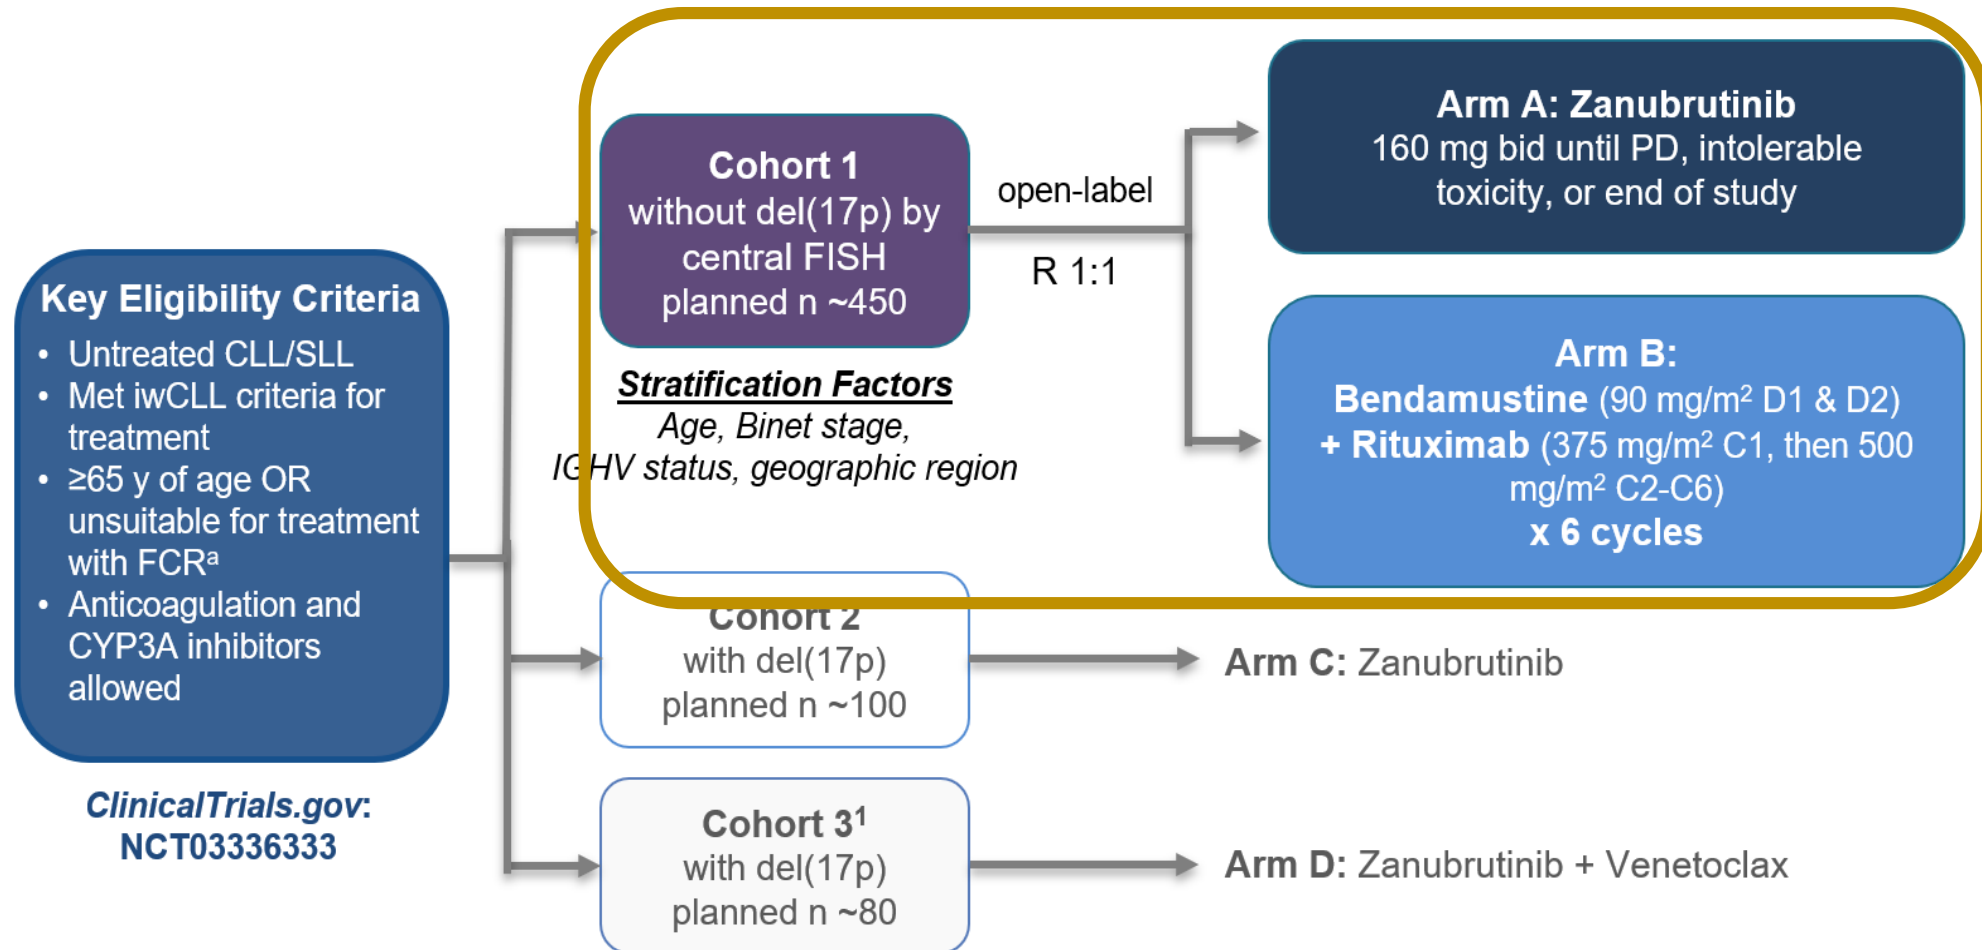 Key Eligibility Criteria
• Untreated CLL/SLL
• Met iwCLL criteria for
treatment
• ≥65 y of age OR
unsuitable for treatment
with FCRᵃ
• Anticoagulation and
CYP3A inhibitors
allowed
ClinicalTrials.gov:
NCT03336333
Cohort 1
without del(17p) by
central FISH
planned n ~450
Stratification Factors
Age, Binet stage,
IGHV status, geographic region
open-label
R 1:1
Arm A: Zanubrutinib
160 mg bid until PD, intolerable
toxicity, or end of study
Arm B:
Bendamustine (90 mg/m² D1 & D2)
+ Rituximab (375 mg/m² C1, then 500
mg/m² C2-C6)
x 6 cycles
Cohort 2
with del(17p)
planned n ~100
Arm C: Zanubrutinib
Cohort 3¹
with del(17p)
planned n ~80
Arm D: Zanubrutinib + Venetoclax